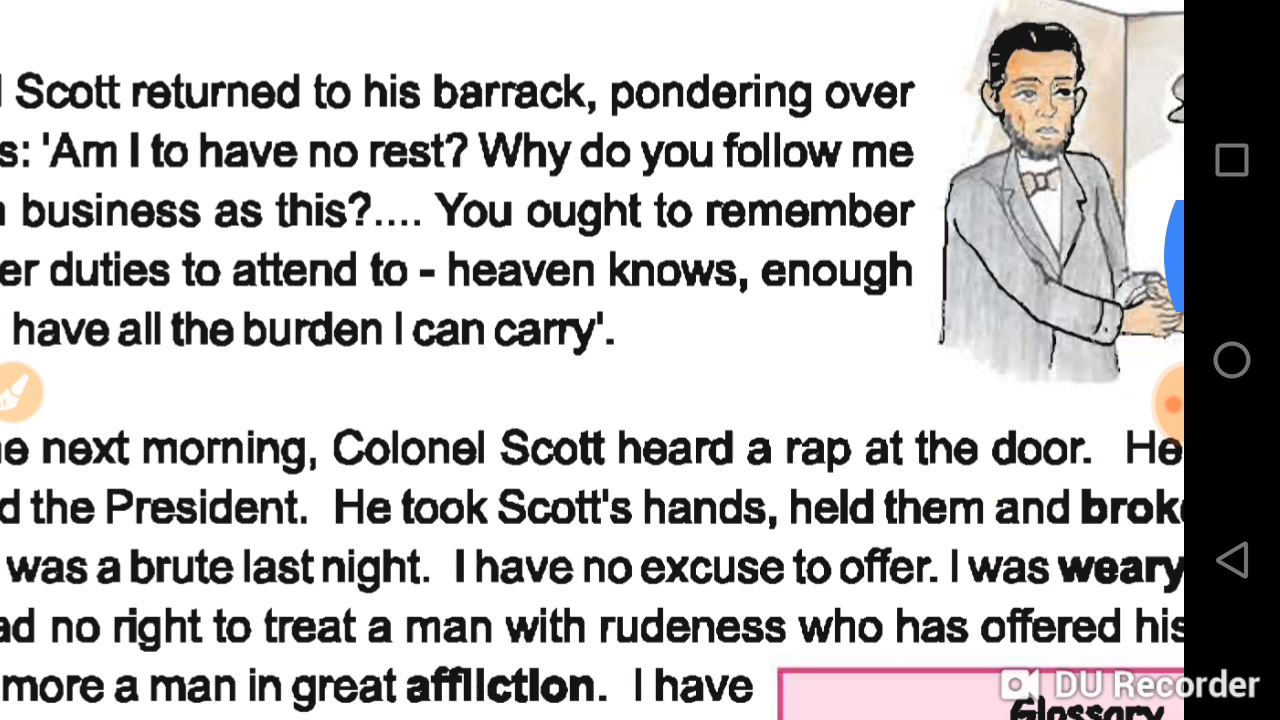 Scott returned to his barrack, pondering over
s: 'Am I to have no rest? Why do you follow me
business as this?.... You ought to remember
er duties to attend to - heaven knows, enough
have all the burden I can carry'.
e next morning, Colonel Scott heard a rap at the door. He
d the President. He took Scott's hands, held them and brok
was a brute last night. I have no excuse to offer. I was weary
ad no right to treat a man with rudeness who has offered his
more a man in great affliction. I have
Glossary
DU Recorder